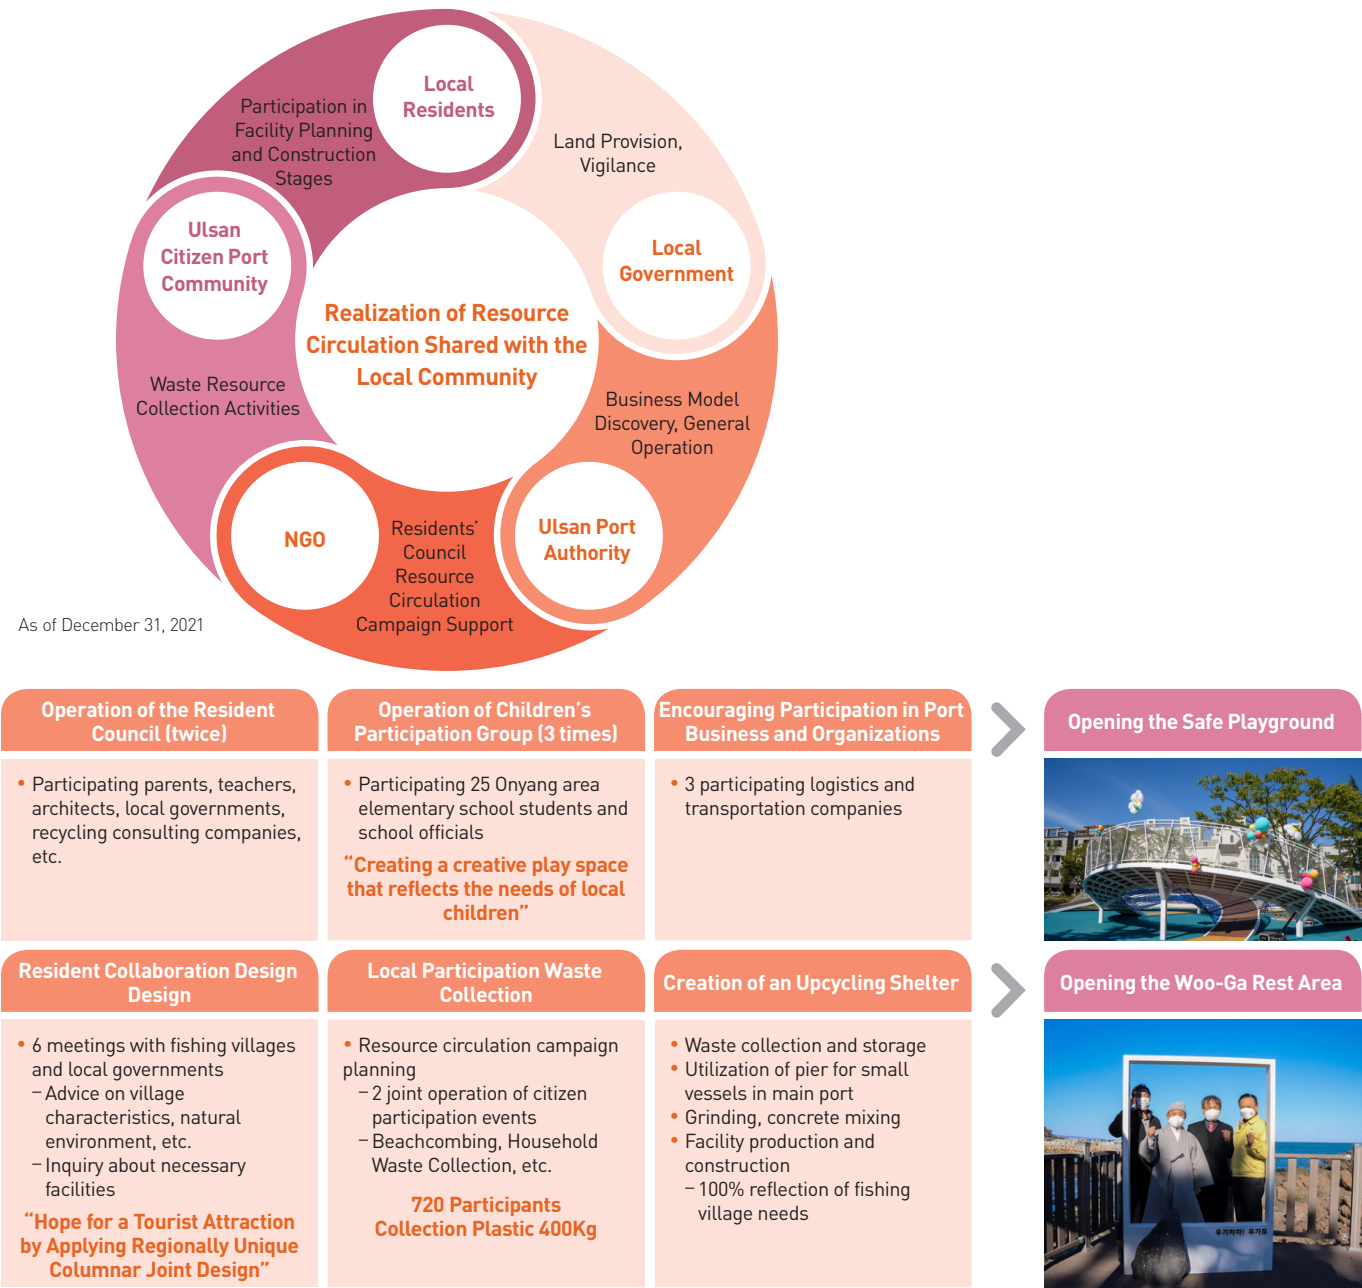 Local
Residents
Participation in
Facility Planning
and Construction
Stages
Land Provision,
Vigilance
Ulsan
Citizen Port
Community
Local
Government
Realization of Resource
Circulation Shared with the
Local Community
Waste Resource
Collection Activities
Business Model
Discovery, General
Operation
NGO
Residents’
Council
Resource
Circulation
Campaign Support
Ulsan Port
Authority
As of December 31, 2021
Operation of the Resident
Council (twice)
• Participating parents, teachers,
architects, local governments,
recycling consulting companies,
etc.
Operation of Children’s
Participation Group (3 times)
• Participating 25 Onyang area
elementary school students and
school officials
“Creating a creative play space
that reflects the needs of local
children”
Encouraging Participation in Port
Business and Organizations
• 3 participating logistics and
transportation companies
Opening the Safe Playground
Resident Collaboration Design
Design
• 6 meetings with fishing villages
and local governments
– Advice on village
characteristics, natural
environment, etc.
– Inquiry about necessary
facilities
“Hope for a Tourist Attraction
by Applying Regionally Unique
Columnar Joint Design”
Local Participation Waste
Collection
• Resource circulation campaign
planning
– 2 joint operation of citizen
participation events
– Beachcombing, Household
Waste Collection, etc.
720 Participants
Collection Plastic 400Kg
Creation of an Upcycling Shelter
• Waste collection and storage
• Utilization of pier for small
vessels in main port
• Grinding, concrete mixing
• Facility production and
construction
– 100% reflection of fishing
village needs
Opening the Woo-Ga Rest Area
우가자차! 우가포